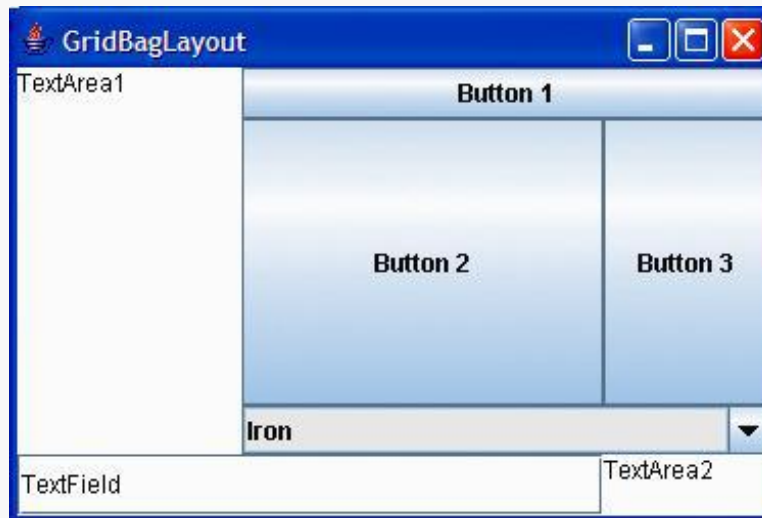 GridBagLayout
TextArea1
Button 1
Button 2
Button 3
Iron
TextField
TextArea2